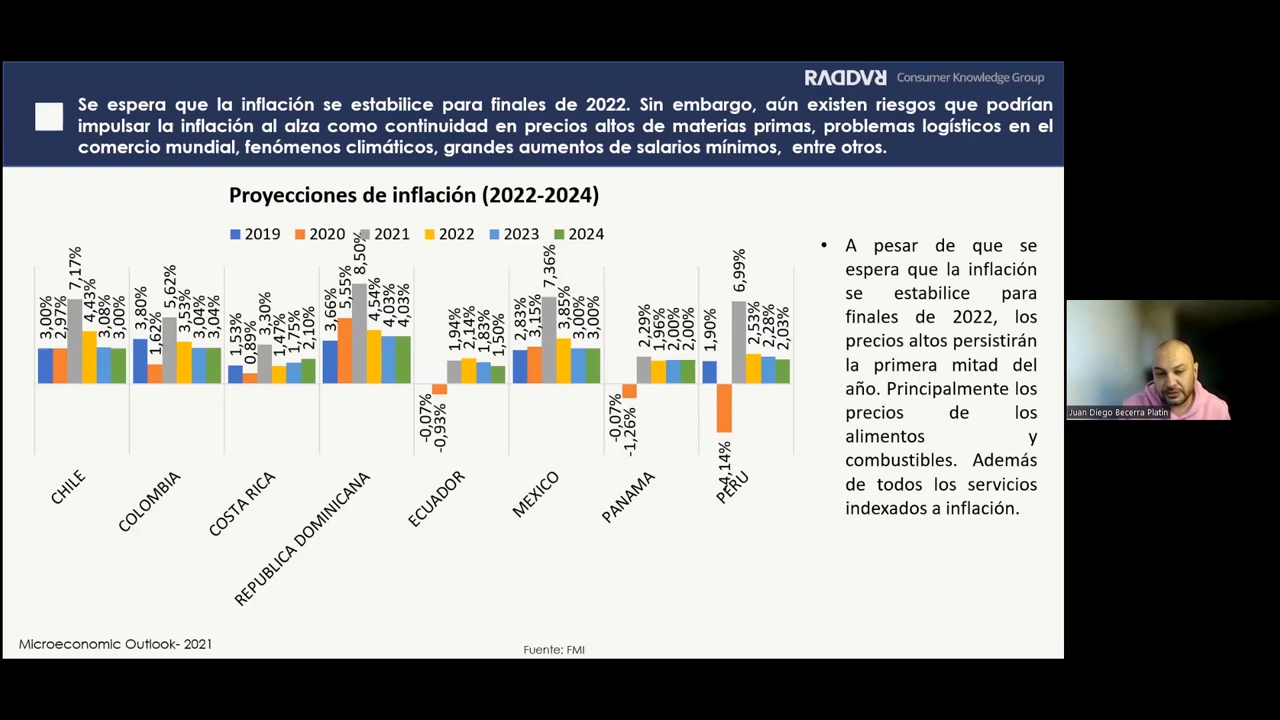 RADDAR Consumer Knowledge Group
Se espera que la inflación se estabilice para finales de 2022. Sin embargo, aún existen riesgos que podrían
impulsar la inflación al alza como continuidad en precios altos de materias primas, problemas logísticos en el
comercio mundial, fenómenos climáticos, grandes aumentos de salarios mínimos, entre otros.
Proyecciones de inflación (2022-2024)
2019 2020 2021 2022 2023 2024
3,00% 2,97% 7,17% 4,43% 3,08% 3,00%
3,80% 1,62% 5,62% 3,53% 3,04% 3,04%
1,53% 0,89% 3,30% 1,47% 1,75% 2,10%
3,66% 5,55% 8,50% 4,54% 4,03% 4,03%
-0,07% -0,93% 1,94% 2,14% 1,83% 1,50%
2,83% 3,15% 7,36% 3,85% 3,00% 3,00%
-0,07% -1,26% 2,29% 1,96% 2,00% 2,00%
1,90% -4,14% 6,99% 2,53% 2,28% 2,03%
CHILE
COLOMBIA
COSTA RICA
REPUBLICA DOMINICANA
ECUADOR
MEXICO
PANAMA
PERU
• A pesar de que se
espera que la inflación
se estabilice para
finales de 2022, los
precios altos persistirán
la primera mitad del
año. Principalmente los
precios de los
alimentos y
combustibles. Además
de todos los servicios
indexados a inflación.
Juan Diego Becerra Platín
Microeconomic Outlook- 2021
Fuente: FMI